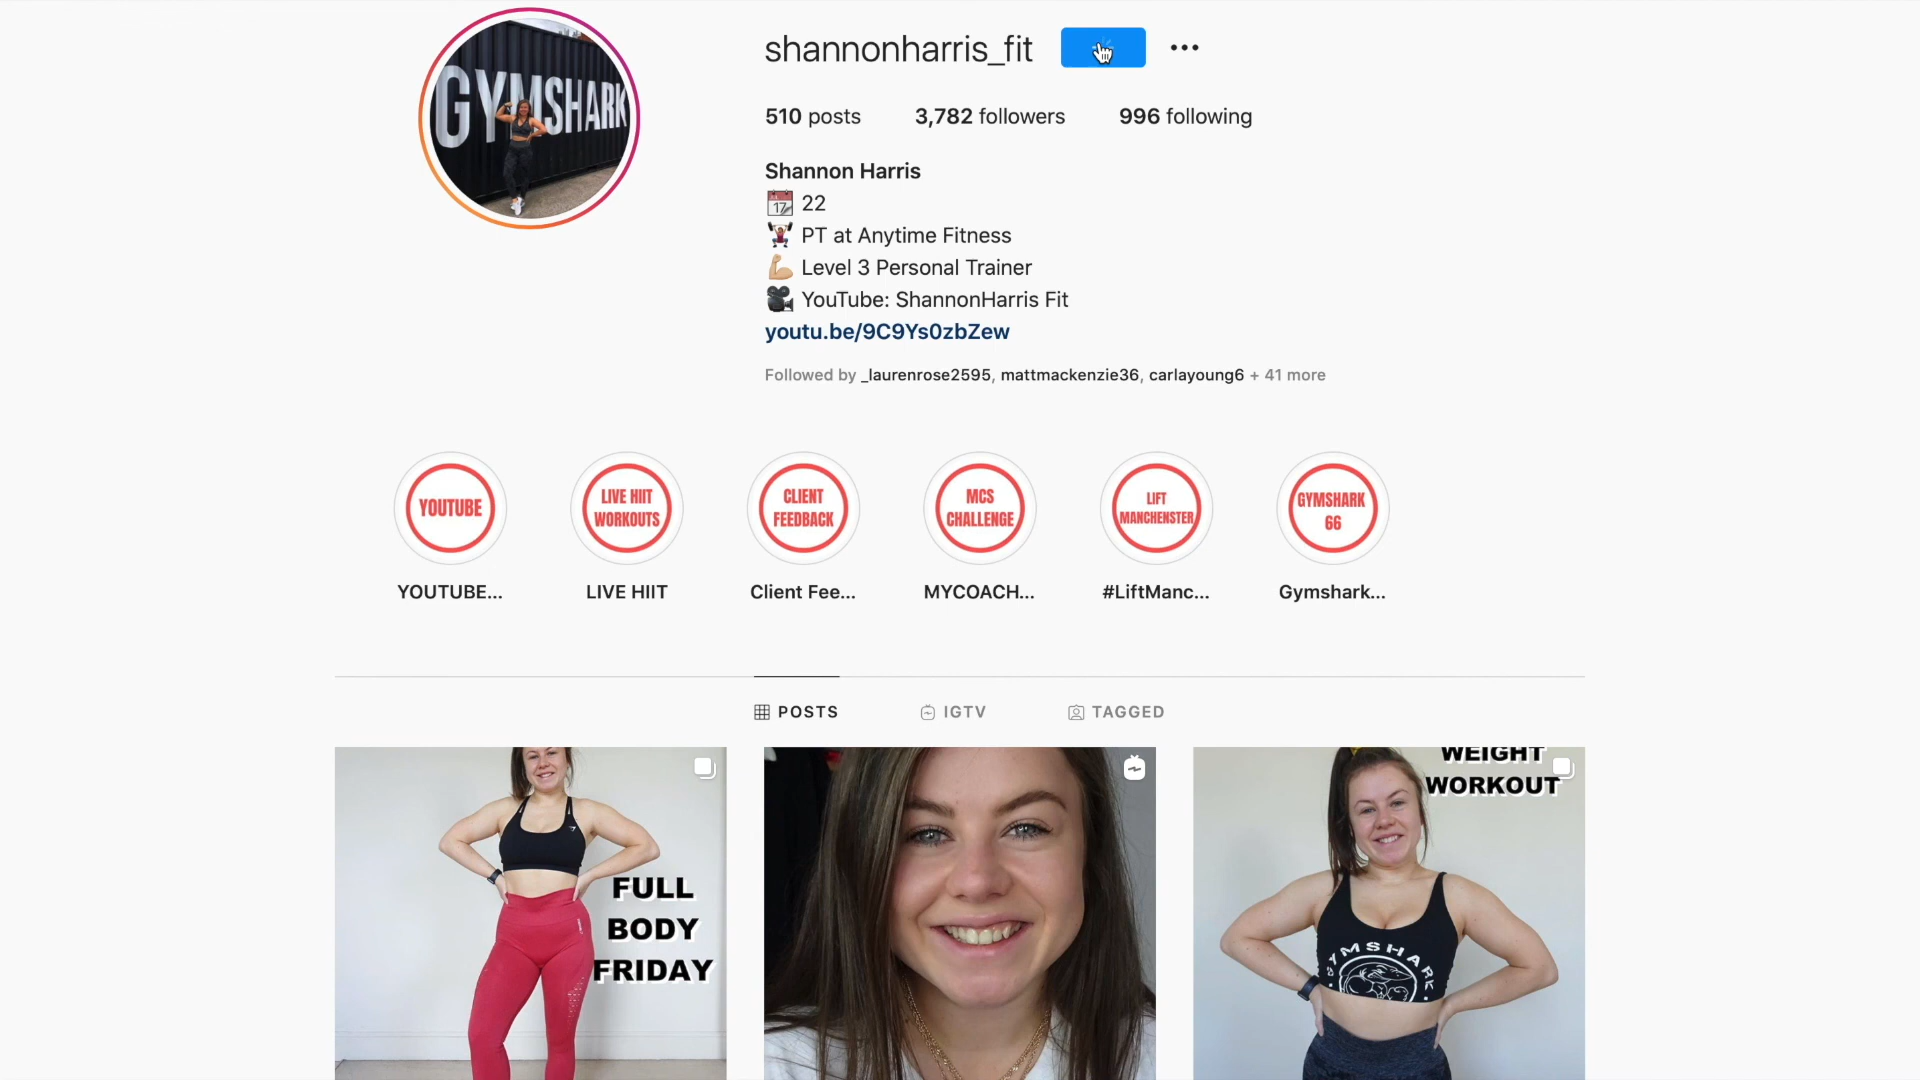 GYMSHARK
shannonharris_fit
510 posts 3,782 followers 996 following
Shannon Harris
17 22
PT at Anytime Fitness
Level 3 Personal Trainer
YouTube: ShannonHarris Fit
youtu.be/9C9Ys0zbZew
Followed by _laurenrose2595, mattmackenzie36, carlayoung6 + 41 more
YOUTUBE
LIVE HIIT
WORKOUTS
CLIENT
FEEDBACK
MCS
CHALLENGE
LIFT
MANCHENSTER
GYMSHARK
66
YOUTUBE... LIVE HIIT Client Fee... MYCOACH... #LiftManc... Gymshark...
POSTS IGTV TAGGED
FULL
BODY
FRIDAY
WEIGHT
WORKOUT
GYMSHARK